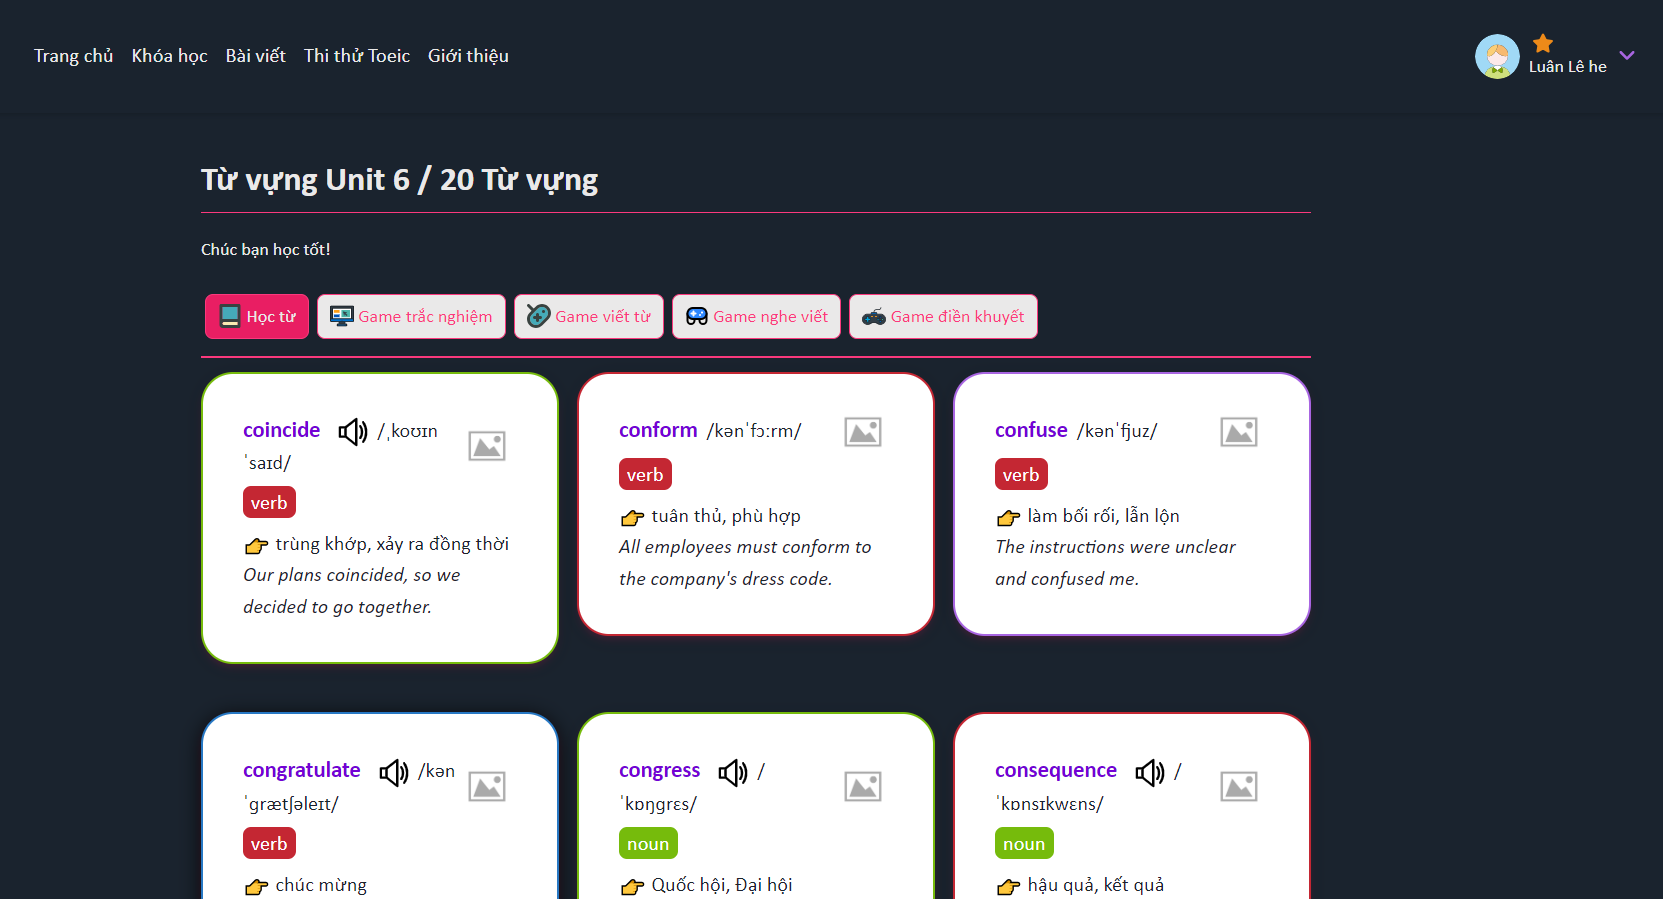 Trang chủ Khóa học Bài viết Thi thử Toeic Giới thiệu
Luân Lê he
Từ vựng Unit 6 / 20 Từ vựng
Chúc bạn học tốt!
Học từ Game trắc nghiệm Game viết từ Game nghe viết Game điền khuyết
coincide /ˌkoʊɪn
ˈsaɪd/
verb
trùng khớp, xảy ra đồng thời
Our plans coincided, so we
decided to go together.
conform /kənˈfɔːrm/
verb
tuân thủ, phù hợp
All employees must conform to
the company's dress code.
confuse /kənˈfjuz/
verb
làm bối rối, lẫn lộn
The instructions were unclear
and confused me.
congratulate /kən
ˈɡrætʃəleɪt/
verb
chúc mừng
congress /
ˈkɒŋɡrɛs/
noun
Quốc hội, Đại hội
consequence /
ˈkɒnsɪkwɛns/
noun
hậu quả, kết quả